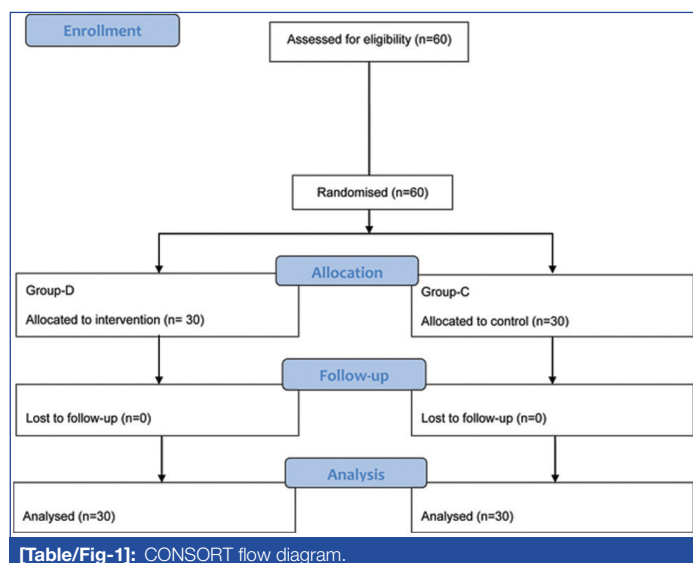 Enrollment
Assessed for eligibility (n=60)
Randomised (n=60)
Allocation
Group-D
Allocated to intervention (n= 30)
Group-C
Allocated to control (n=30)
Follow-up
Lost to follow-up (n=0)
Lost to follow-up (n=0)
Analysis
Analysed (n=30)
Analysed (n=30)
[Table/Fig-1]: CONSORT flow diagram.